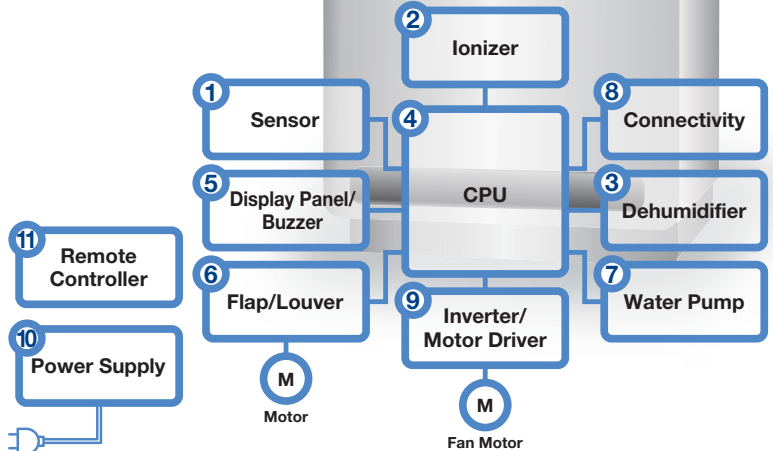 2
Ionizer
1
Sensor
4
CPU
8
Connectivity
5
Display Panel/
Buzzer
3
Dehumidifier
11
Remote
Controller
6
Flap/Louver
9
Inverter/
Motor Driver
7
Water Pump
10
Power Supply
M
Motor
M
Fan Motor